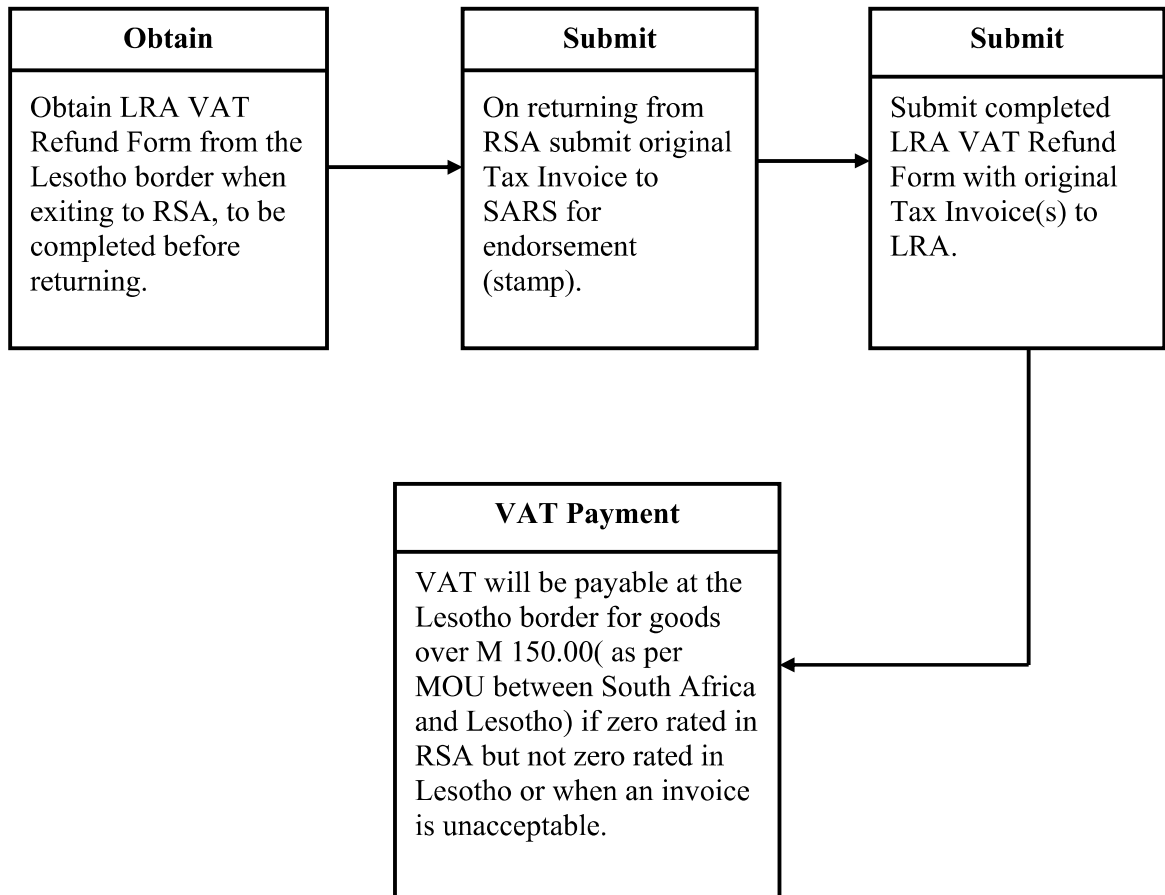 Obtain
Obtain LRA VAT
Refund Form from the
Lesotho border when
exiting to RSA, to be
completed before
returning.
Submit
On returning from
RSA submit original
Tax Invoice to
SARS for
endorsement
(stamp).
Submit
Submit completed
LRA VAT Refund
Form with original
Tax Invoice(s) to
LRA.
VAT Payment
VAT will be payable at the
Lesotho border for goods
over M 150.00( as per
MOU between South Africa
and Lesotho) if zero rated in
RSA but not zero rated in
Lesotho or when an invoice
is unacceptable.